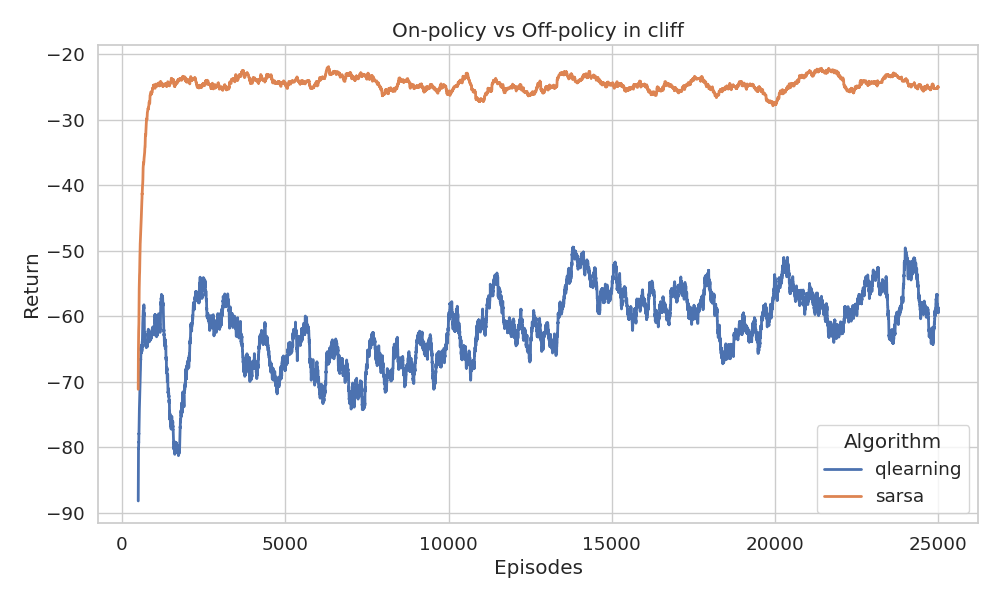 On-policy vs Off-policy in cliff
−20
−30
−40
−50
−60
−70
−80
−90
Return
0 5000 10000 15000 20000 25000
Episodes
Algorithm
qlearning
sarsa